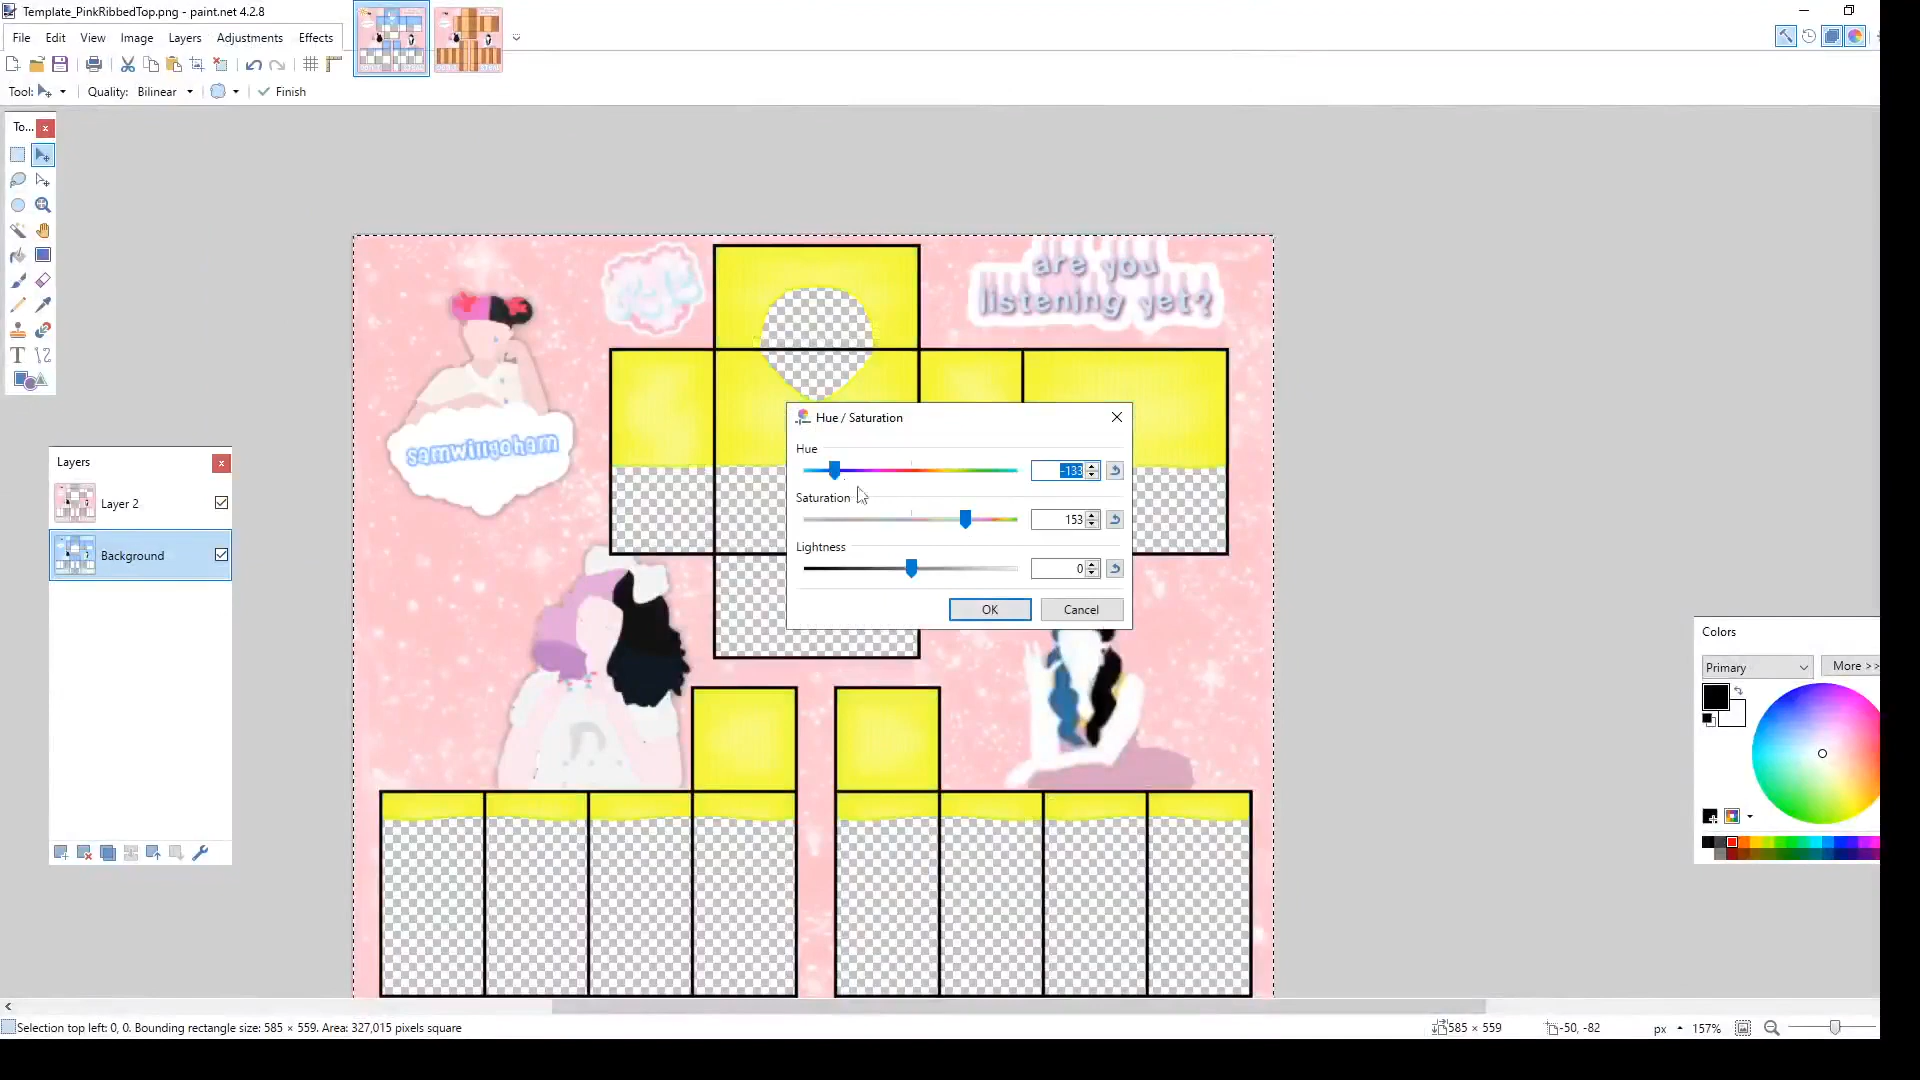 Template_PinkRibbedTop.png - paint.net 4.2.8
File Edit View Image Layers Adjustments Effects
Tool: Quality: Bilinear Finish
To...
are you
listening yet?
samwillgoham
Hue / Saturation
Hue
-133
Saturation
153
Lightness
0
OK Cancel
Layers
Layer 2
Background
Colors
Primary More >>
Selection top left: 0, 0. Bounding rectangle size: 585 × 559. Area: 327,015 pixels square
585 × 559 -50, -82 px 157%